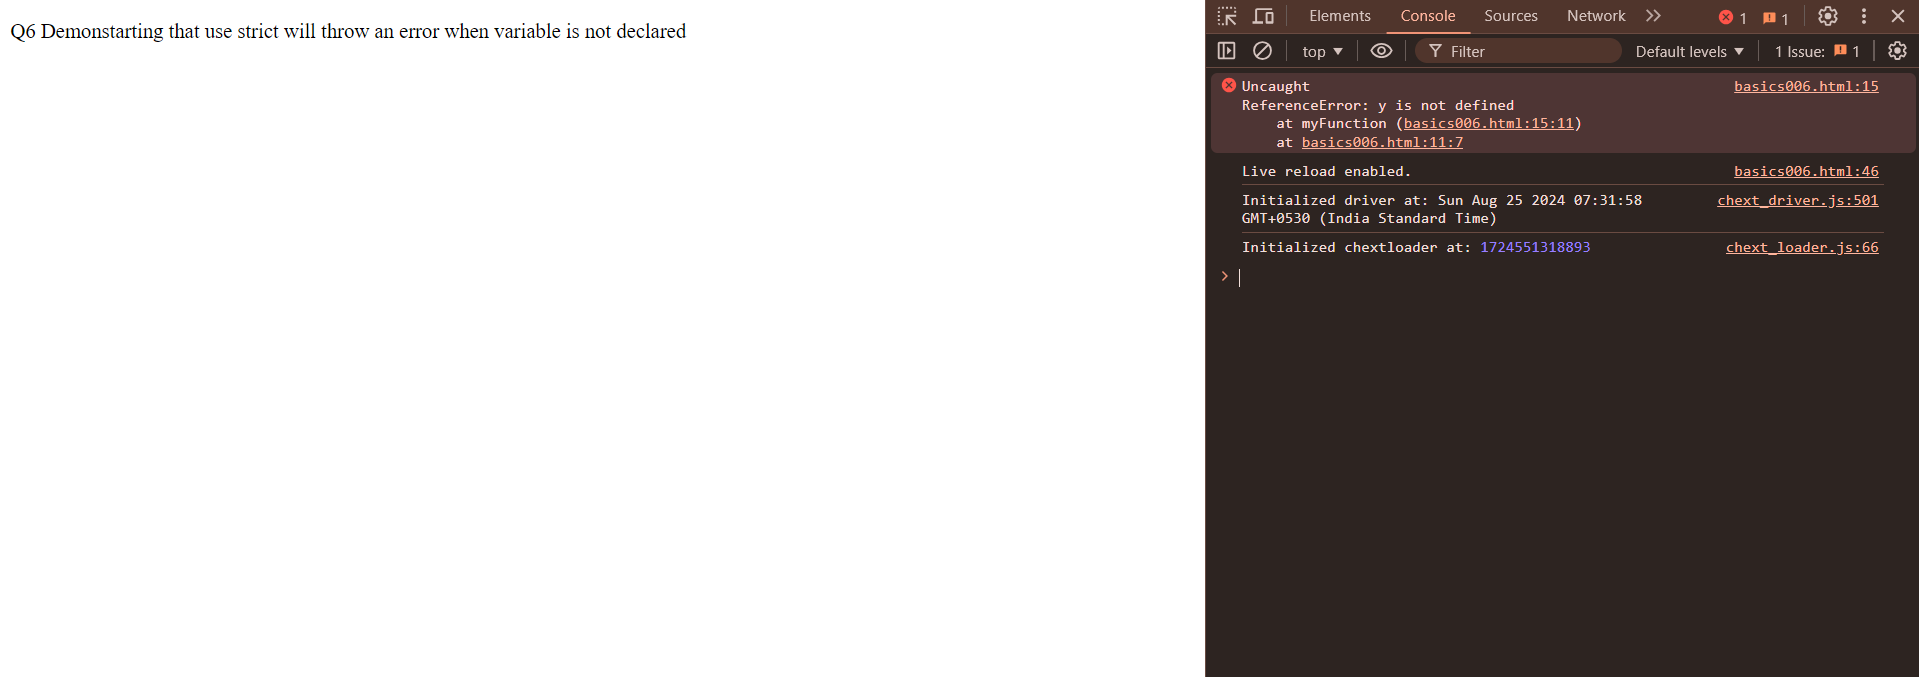 Q6 Demonstarting that use strict will throw an error when variable is not declared
Elements Console Sources Network 1 1
top Filter Default levels 1 Issue: 1
Uncaught basics006.html:15
ReferenceError: y is not defined
at myFunction (basics006.html:15:11)
at basics006.html:11:7
Live reload enabled. basics006.html:46
Initialized driver at: Sun Aug 25 2024 07:31:58 chext_driver.js:501
GMT+0530 (India Standard Time)
Initialized chextloader at: 1724551318893 chext_loader.js:66